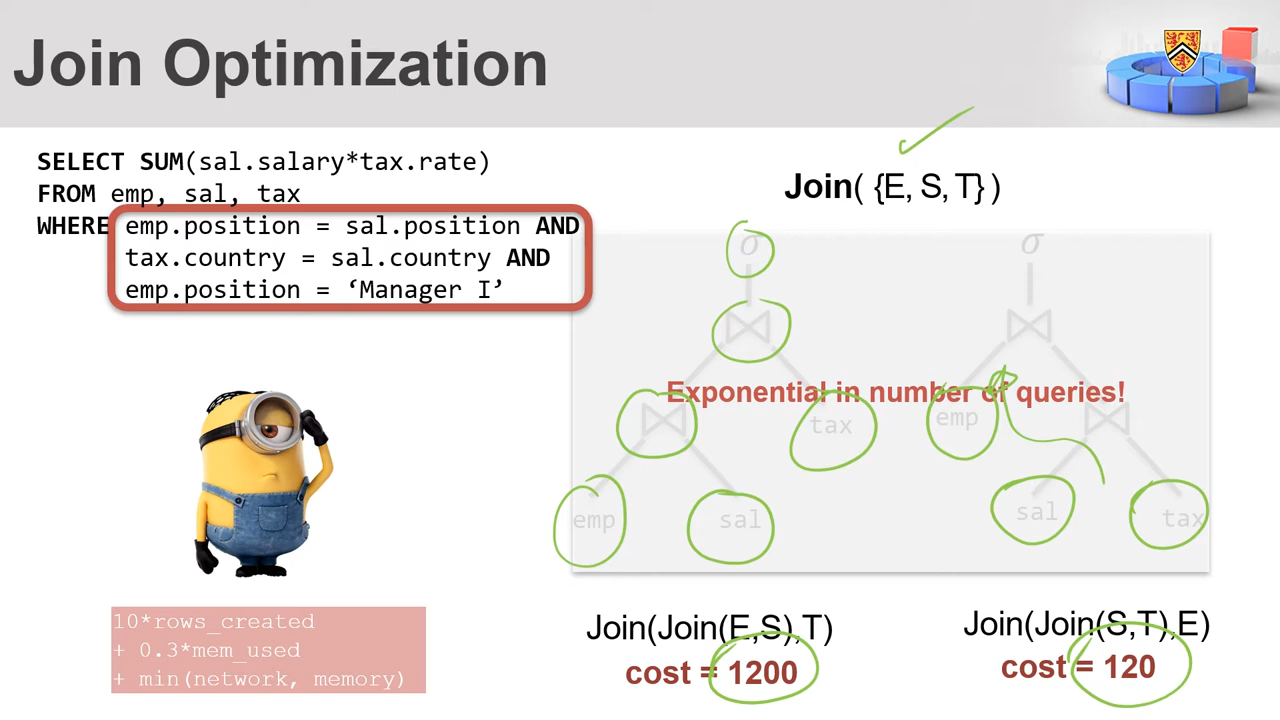 Join Optimization
SELECT SUM(sal.salary*tax.rate)
FROM emp, sal, tax
WHERE emp.position = sal.position AND
tax.country = sal.country AND
emp.position = ‘Manager I’
Join( {E, S, T} )
σ
σ
Exponential in number of queries!
tax
emp
emp
sal
sal
tax
10*rows_created
+ 0.3*mem_used
+ min(network, memory)
Join(Join(E,S),T)
cost = 1200
Join(Join(S,T),E)
cost = 120